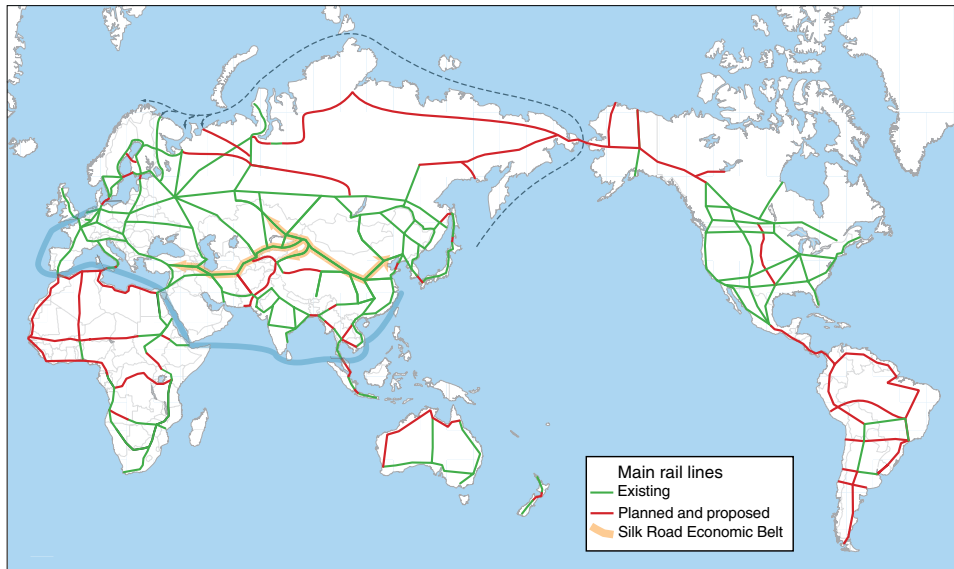 Main rail lines
Existing
Planned and proposed
Silk Road Economic Belt